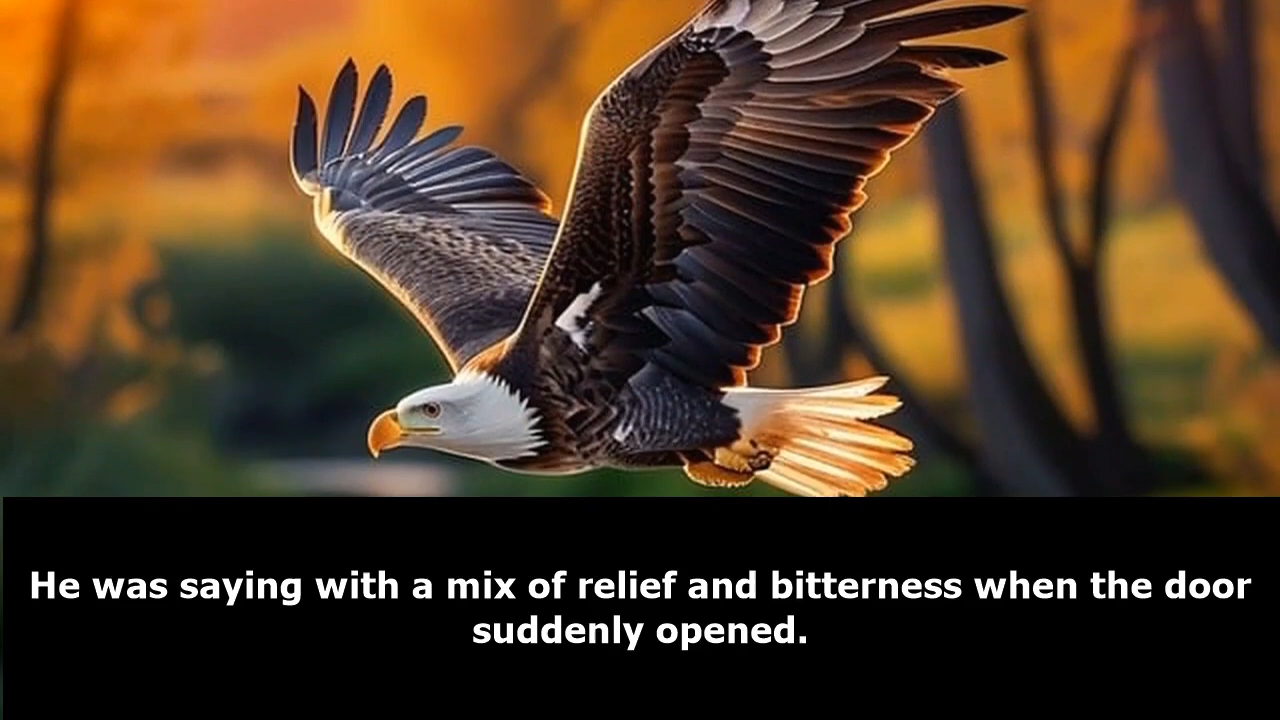 He was saying with a mix of relief and bitterness when the door
suddenly opened.